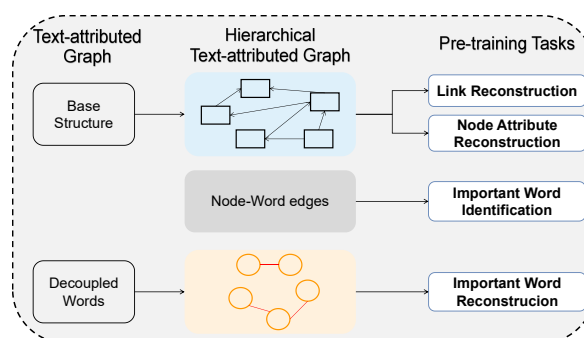 Text-attributed
Graph
Hierarchical
Text-attributed Graph
Pre-training Tasks
Base
Structure
Link Reconstruction
Node Attribute
Reconstruction
Node-Word edges
Important Word
Identification
Decoupled
Words
Important Word
Reconstrucion